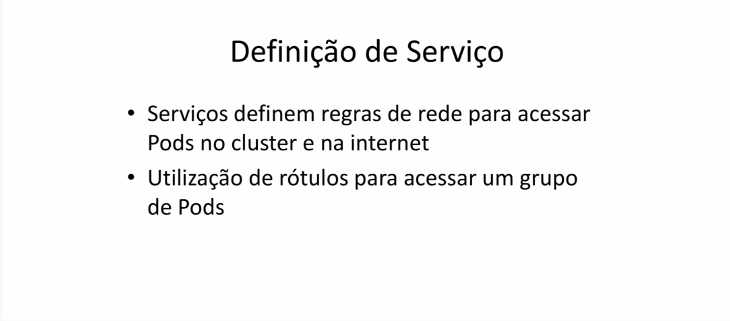 Definição de Serviço
• Serviços definem regras de rede para acessar
Pods no cluster e na internet
• Utilização de rótulos para acessar um grupo
de Pods